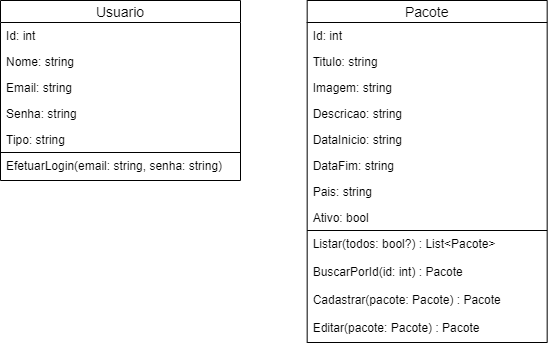 Usuario
Id: int
Nome: string
Email: string
Senha: string
Tipo: string
EfetuarLogin(email: string, senha: string)
Pacote
Id: int
Titulo: string
Imagem: string
Descricao: string
DataInicio: string
DataFim: string
Pais: string
Ativo: bool
Listar(todos: bool?) : List<Pacote>
BuscarPorId(id: int) : Pacote
Cadastrar(pacote: Pacote) : Pacote
Editar(pacote: Pacote) : Pacote